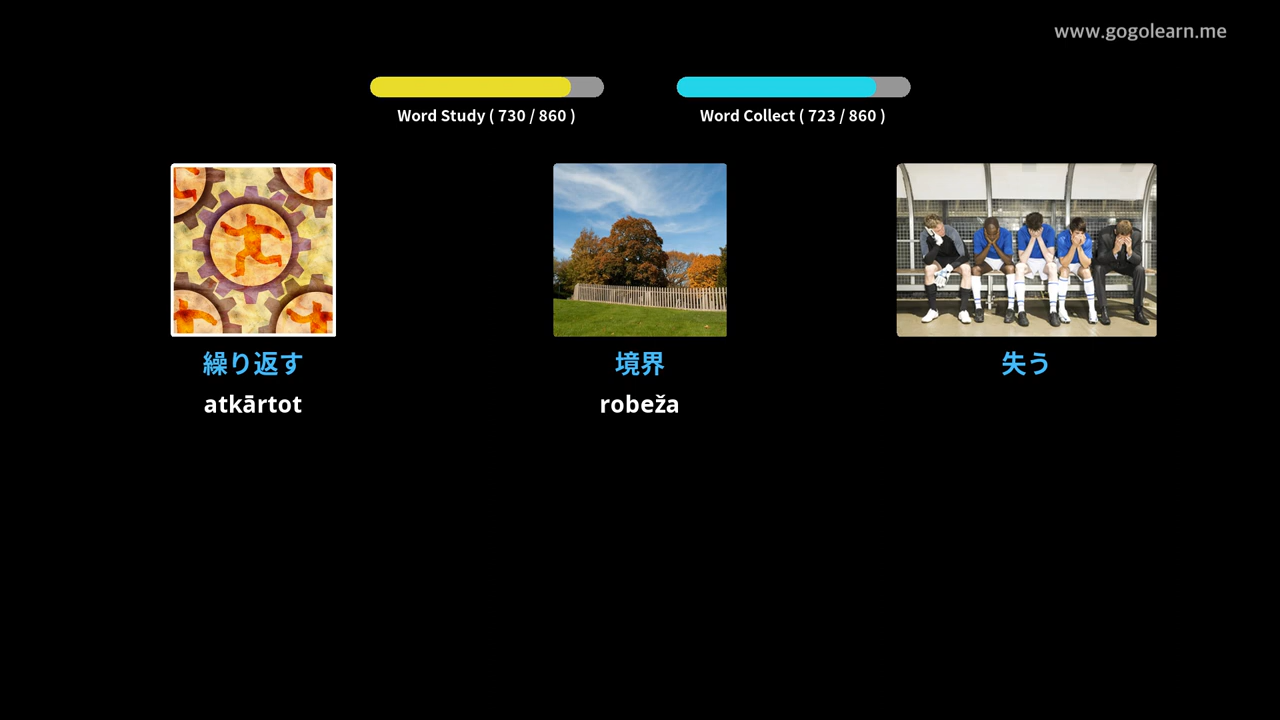 www.gogolearn.me
Word Study ( 730 / 860 )
Word Collect ( 723 / 860 )
繰り返す
境界
失う
atkārtot
robeža